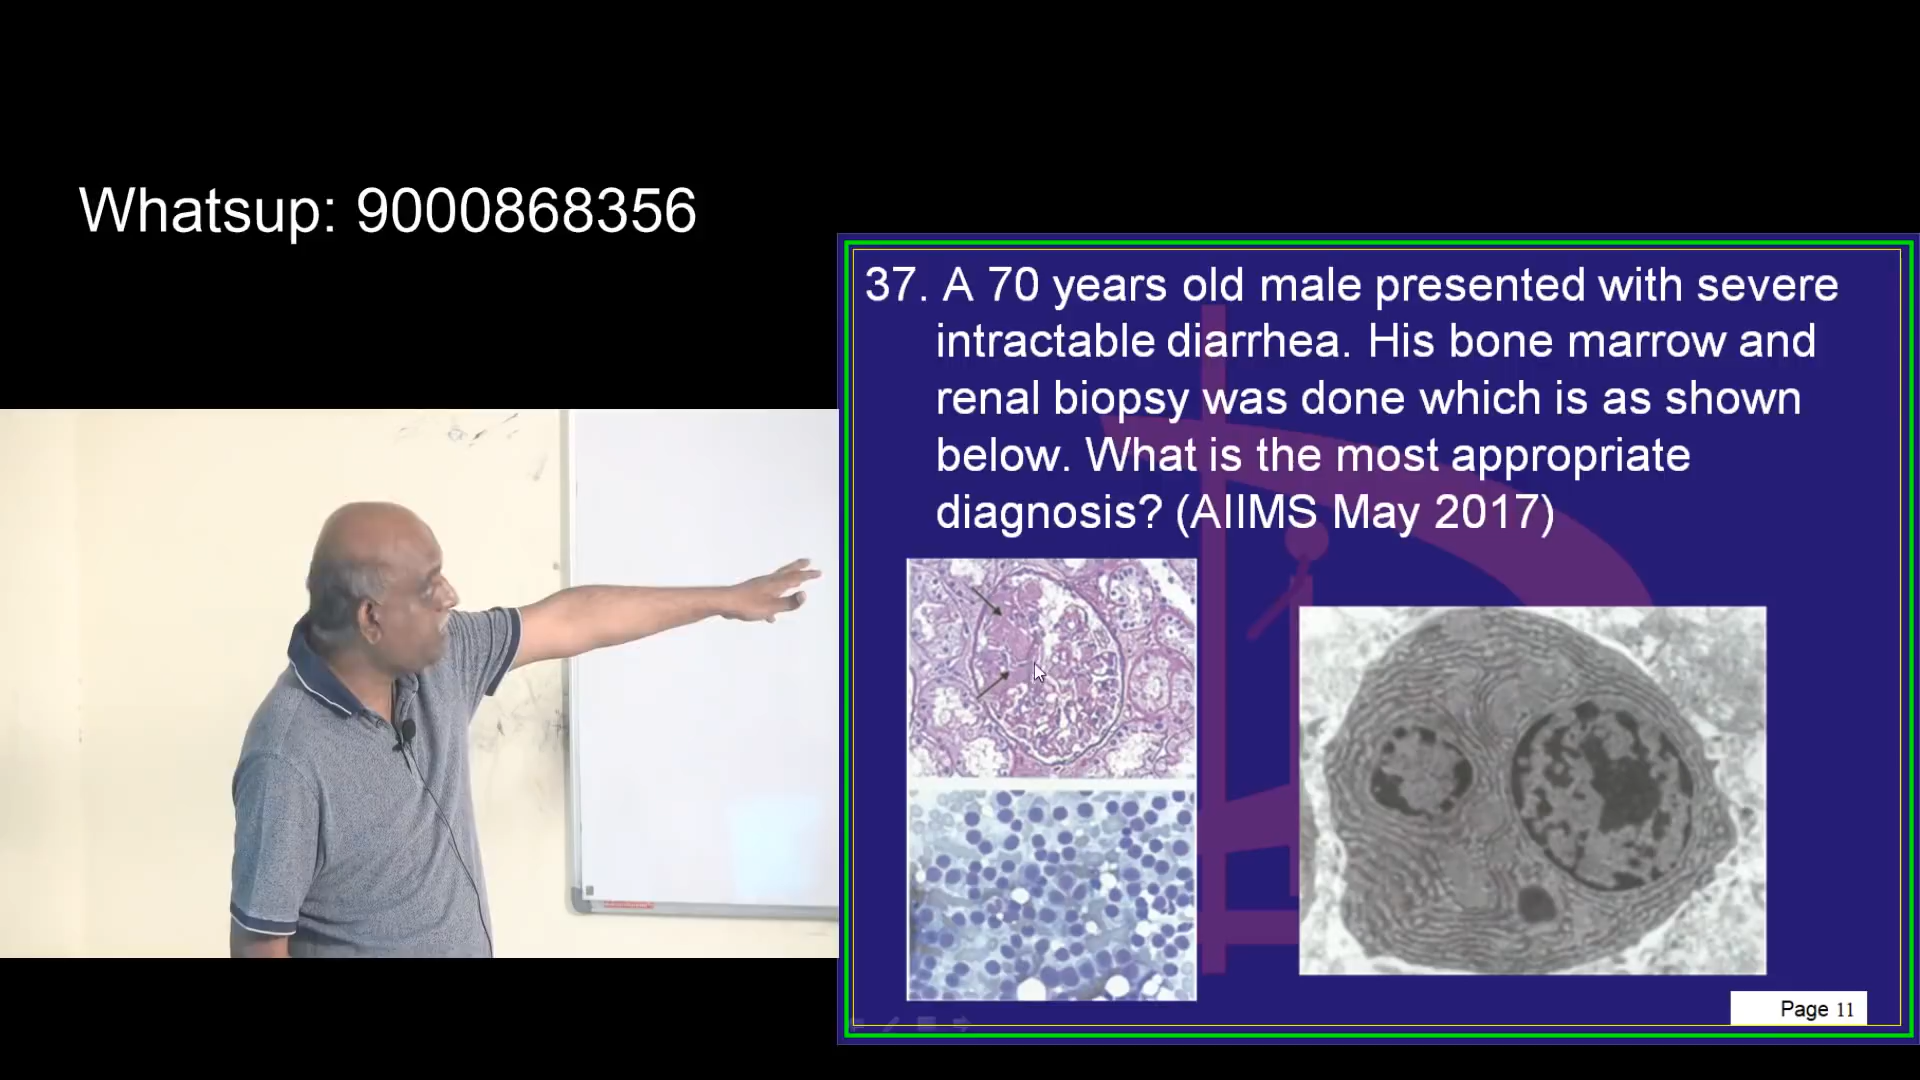 Whatsup: 9000868356
37. A 70 years old male presented with severe
intractable diarrhea. His bone marrow and
renal biopsy was done which is as shown
below. What is the most appropriate
diagnosis? (AIIMS May 2017)
Page 11